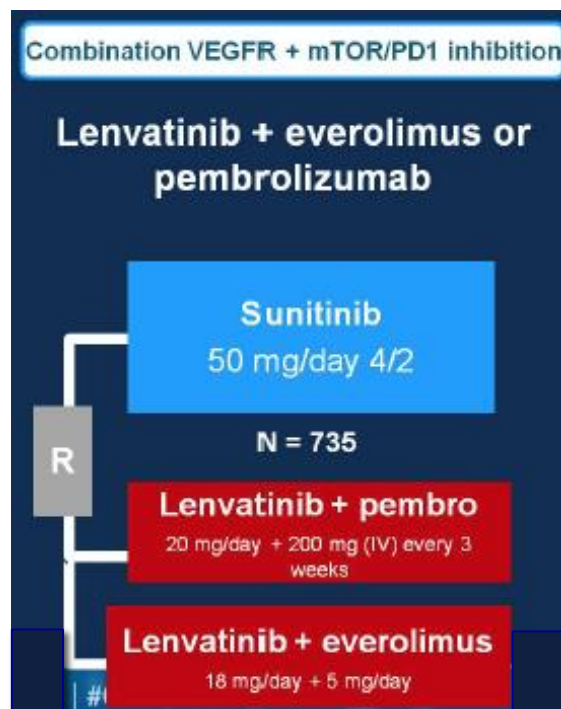 Combination VEGFR + mTOR/PD1 inhibition
Lenvatinib + everolimus or
pembrolizumab
Sunitinib
50 mg/day 4/2
N = 735
R
Lenvatinib + pembro
20 mg/day + 200 mg (IV) every 3
weeks
Lenvatinib + everolimus
18 mg/day + 5 mg/day
| #